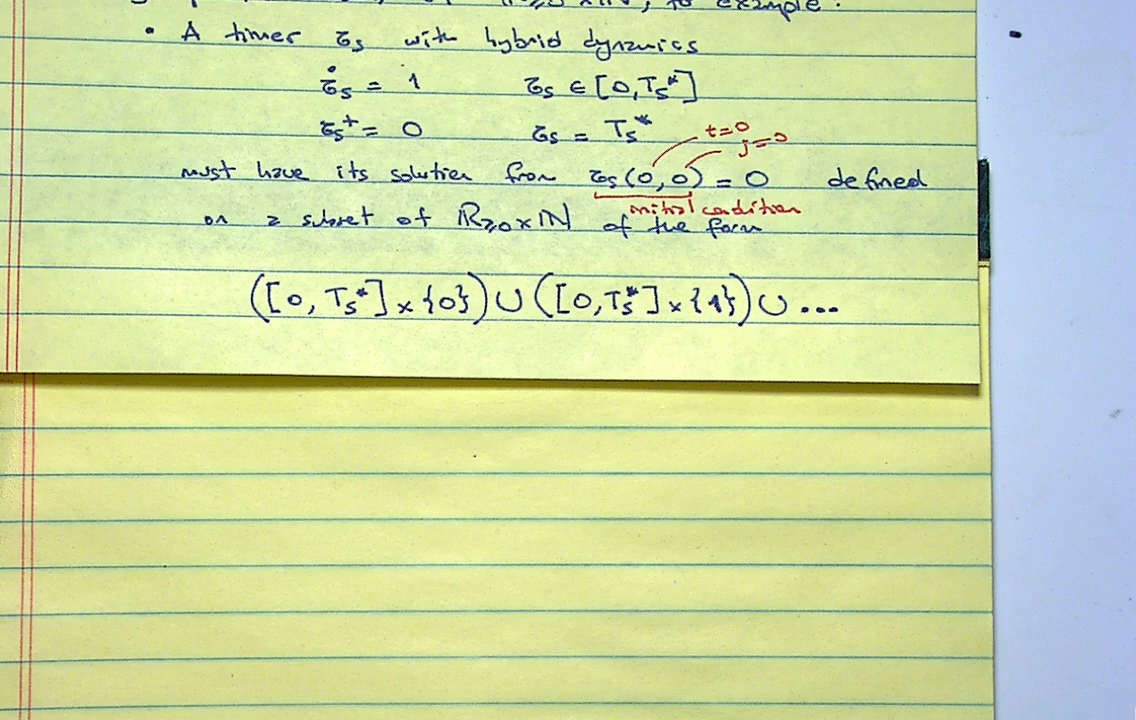 to example.
• A timer τs with hybrid dynamics
τ̇s = 1 τs ∈ [0, Ts*]
τs⁺ = 0 τs = Ts*
t=0
j=0
must have its solution from τs(0,0) = 0 defined
initial condition
on a subset of ℝ≥0 × ℕ of the form
([0, Ts*] × {0}) ∪ ([0, Ts*] × {1}) ∪ ...